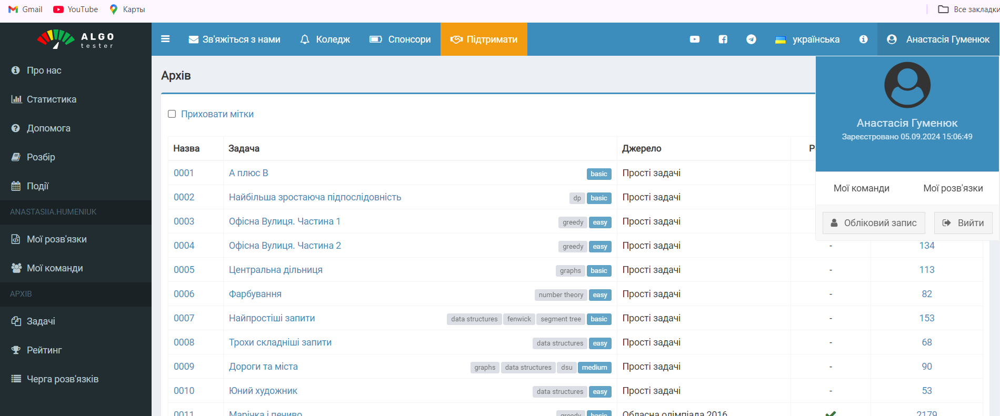 Gmail YouTube Карты Все закладки
ALGO tester
Зв'яжіться з нами Коледж Спонсори Підтримати українська Анастасія Гуменюк
Про нас
Статистика
Допомога
Розбір
Події
ANASTASIIA.HUMENIUK
Мої розв'язки
Мої команди
АРХІВ
Задачі
Рейтинг
Черга розв'язків
Архів
Приховати мітки
Назва Задача Джерело
0001 А плюс В basic Прості задачі
0002 Найбільша зростаюча підпослідовність dp basic Прості задачі
0003 Офісна Вулиця. Частина 1 greedy easy Прості задачі
0004 Офісна Вулиця. Частина 2 greedy easy Прості задачі - 134
0005 Центральна дільниця graphs basic Прості задачі - 113
0006 Фарбування number theory easy Прості задачі - 82
0007 Найпростіші запити data structures fenwick segment tree basic Прості задачі - 153
0008 Трохи складніші запити data structures easy Прості задачі - 68
0009 Дороги та міста graphs data structures dsu medium Прості задачі - 90
0010 Юний художник data structures easy Прості задачі - 53
0011 Марічка і печиво greedy basic Обласна олімпіада 2016 2179
Анастасія Гуменюк
Зареєстровано 05.09.2024 15:06:49
Мої команди Мої розв'язки
Обліковий запис Вийти